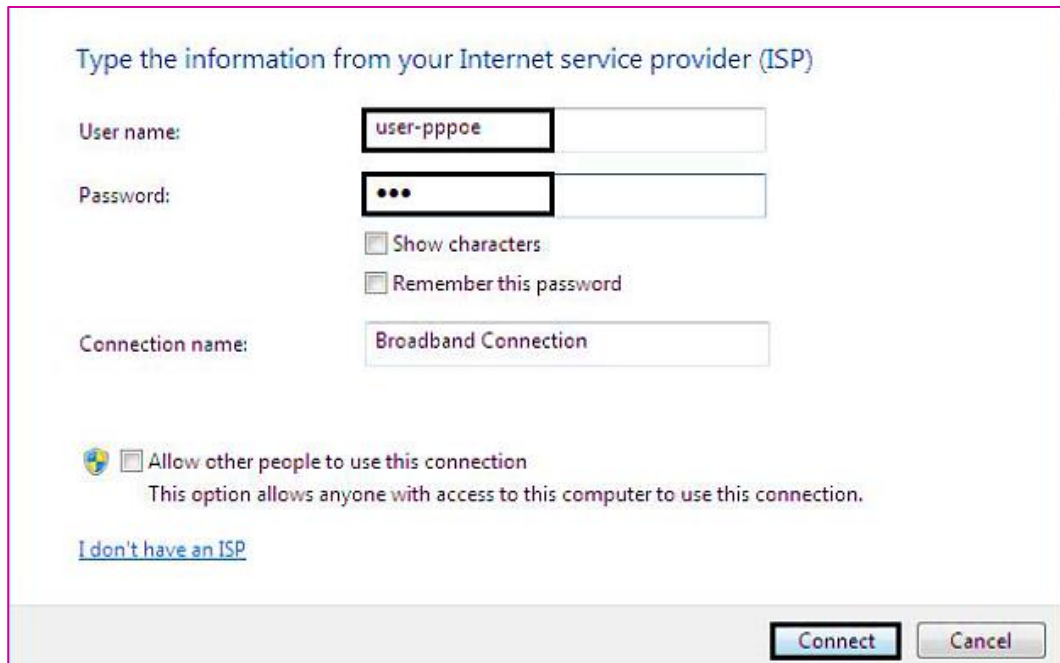 Type the information from your Internet service provider (ISP)
User name: user-pppoe
Password: •••
Show characters
Remember this password
Connection name: Broadband Connection
Allow other people to use this connection
This option allows anyone with access to this computer to use this connection.
I don't have an ISP
Connect Cancel